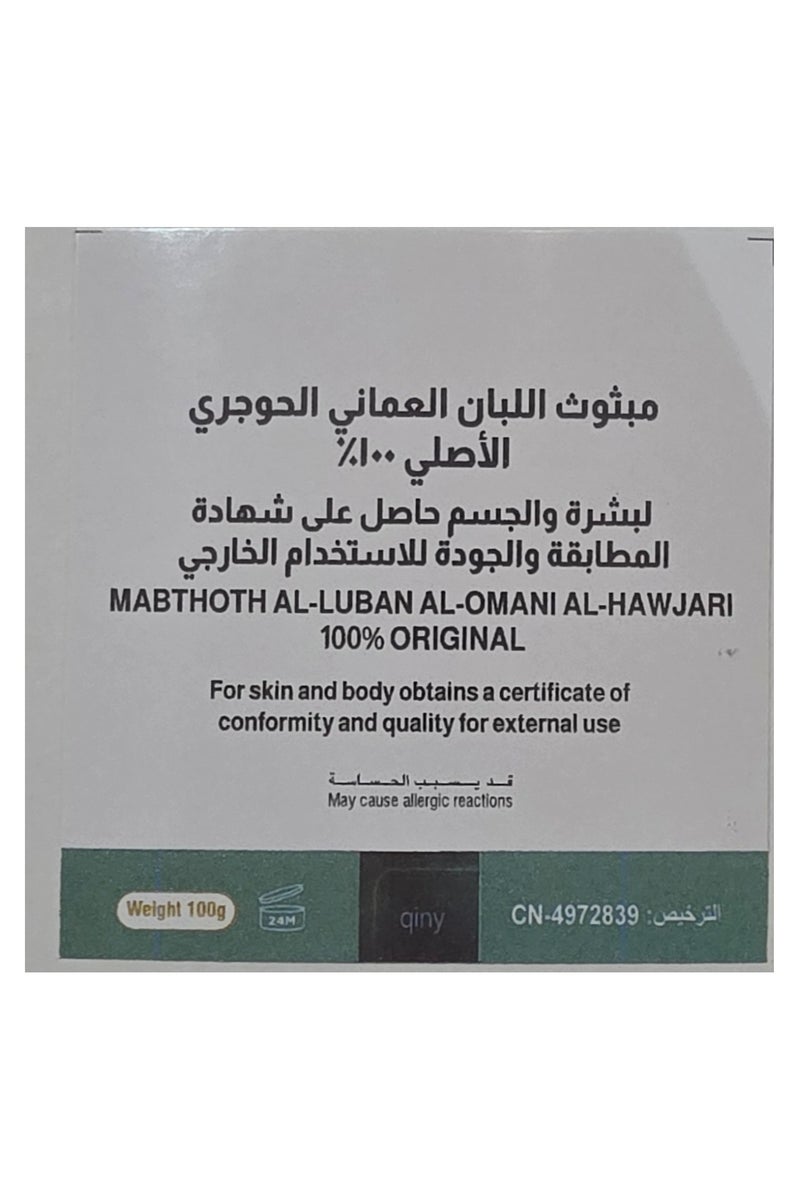 مبثوث اللبان العماني الحوجري
الأصلي ١٠٠٪
لبشرة والجسم حاصل على شهادة
المطابقة والجودة للاستخدام الخارجي
MABTHOTH AL-LUBAN AL-OMANI AL-HAWJARI
100% ORIGINAL
For skin and body obtains a certificate of
conformity and quality for external use
قد يسبب الحساسة
May cause allergic reactions
Weight 100g
24M
qiny
الترخيص: CN-4972839